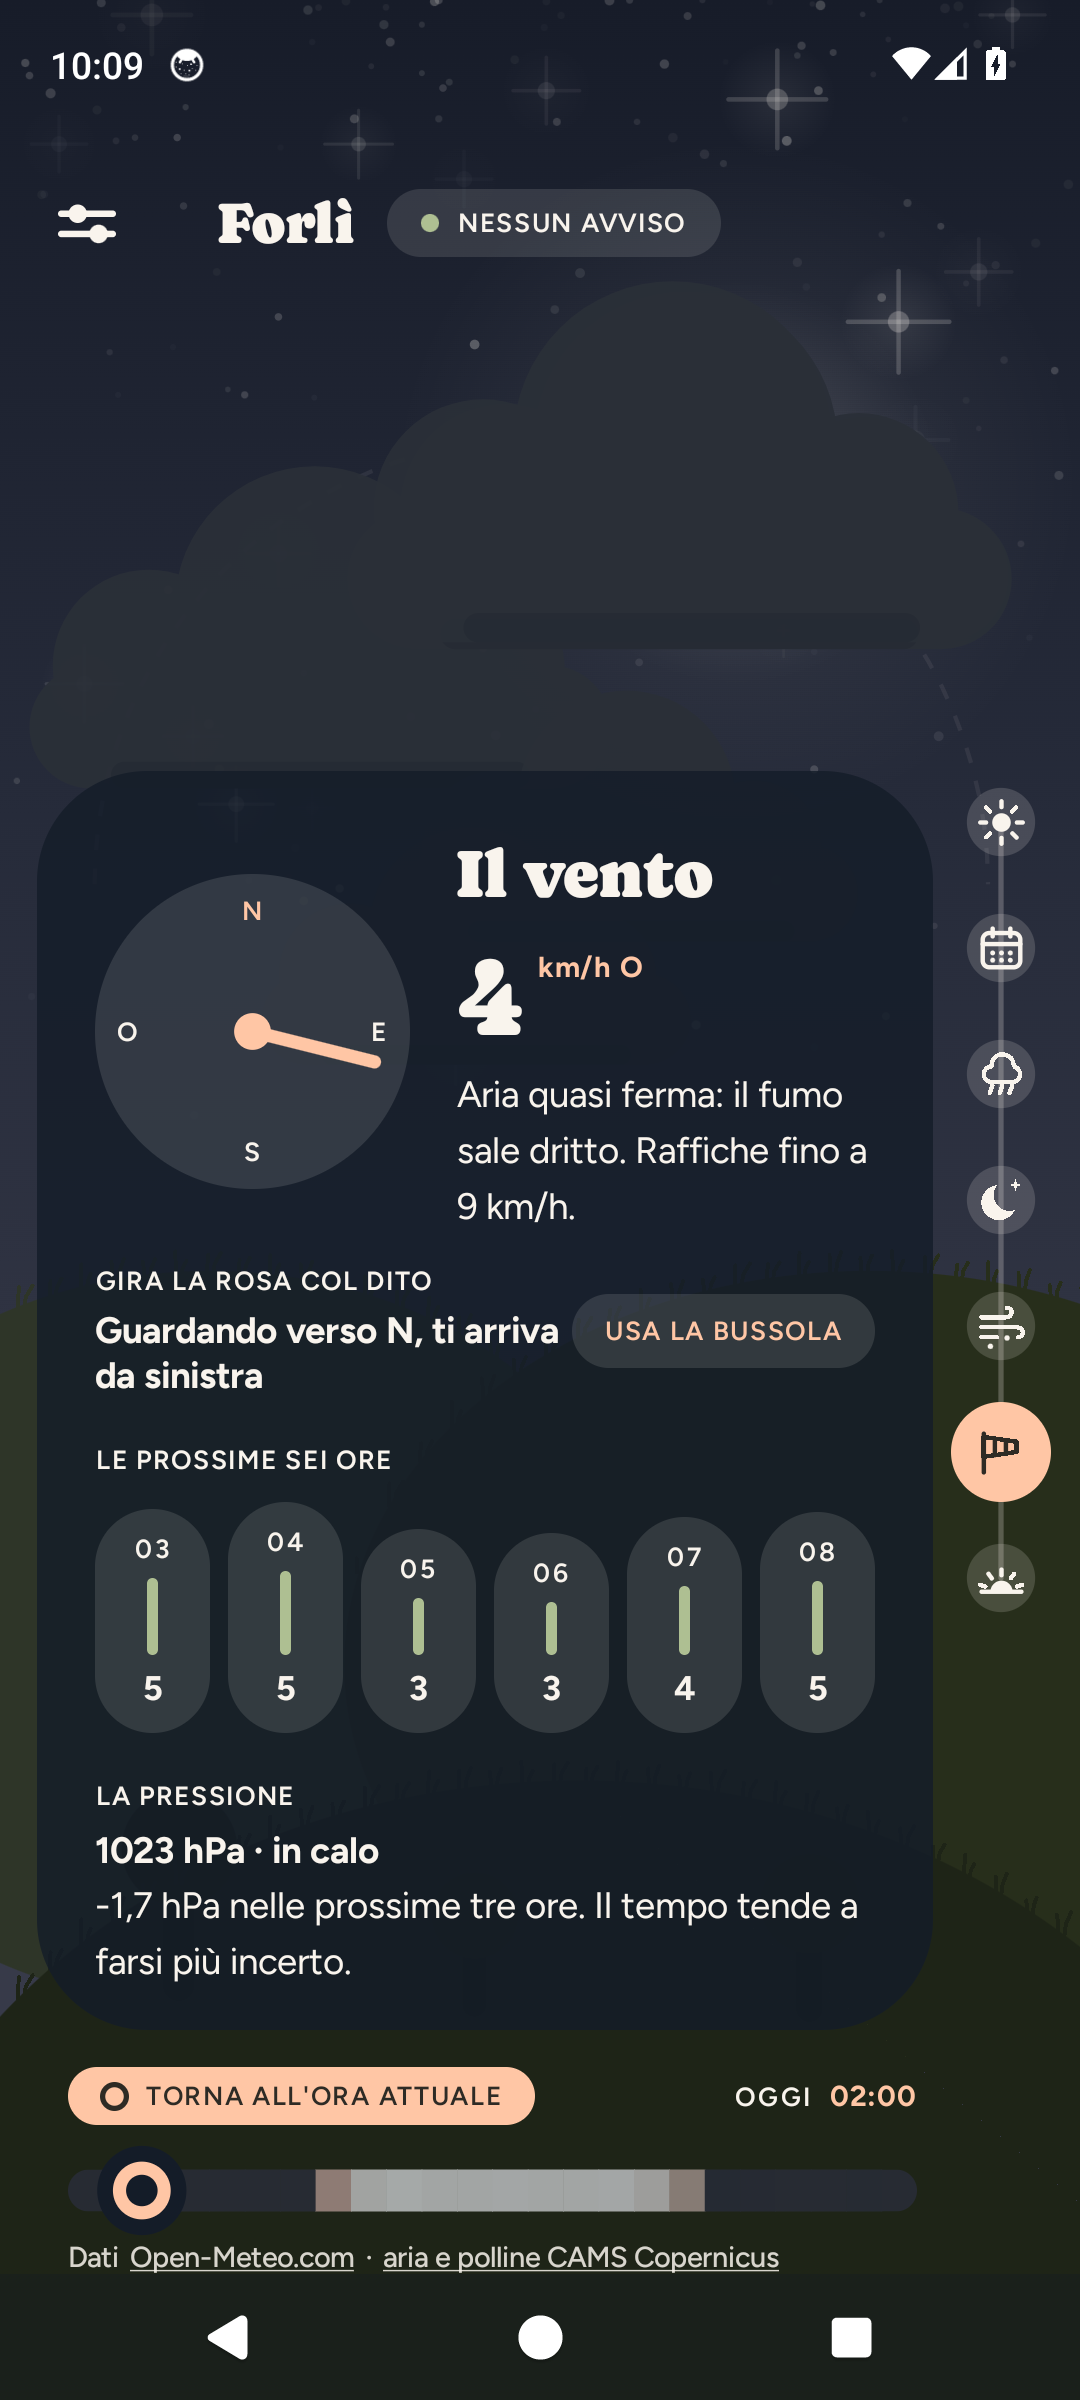 10:09
Forlì
NESSUN AVVISO
Il vento
4 km/h O
Aria quasi ferma: il fumo
sale dritto. Raffiche fino a
9 km/h.
N
O
E
S
GIRA LA ROSA COL DITO
Guardando verso N, ti arriva
da sinistra
USA LA BUSSOLA
LE PROSSIME SEI ORE
03 04 05 06 07 08
5 5 3 3 4 5
LA PRESSIONE
1023 hPa · in calo
-1,7 hPa nelle prossime tre ore. Il tempo tende a
farsi più incerto.
TORNA ALL'ORA ATTUALE
OGGI 02:00
Dati Open-Meteo.com · aria e polline CAMS Copernicus